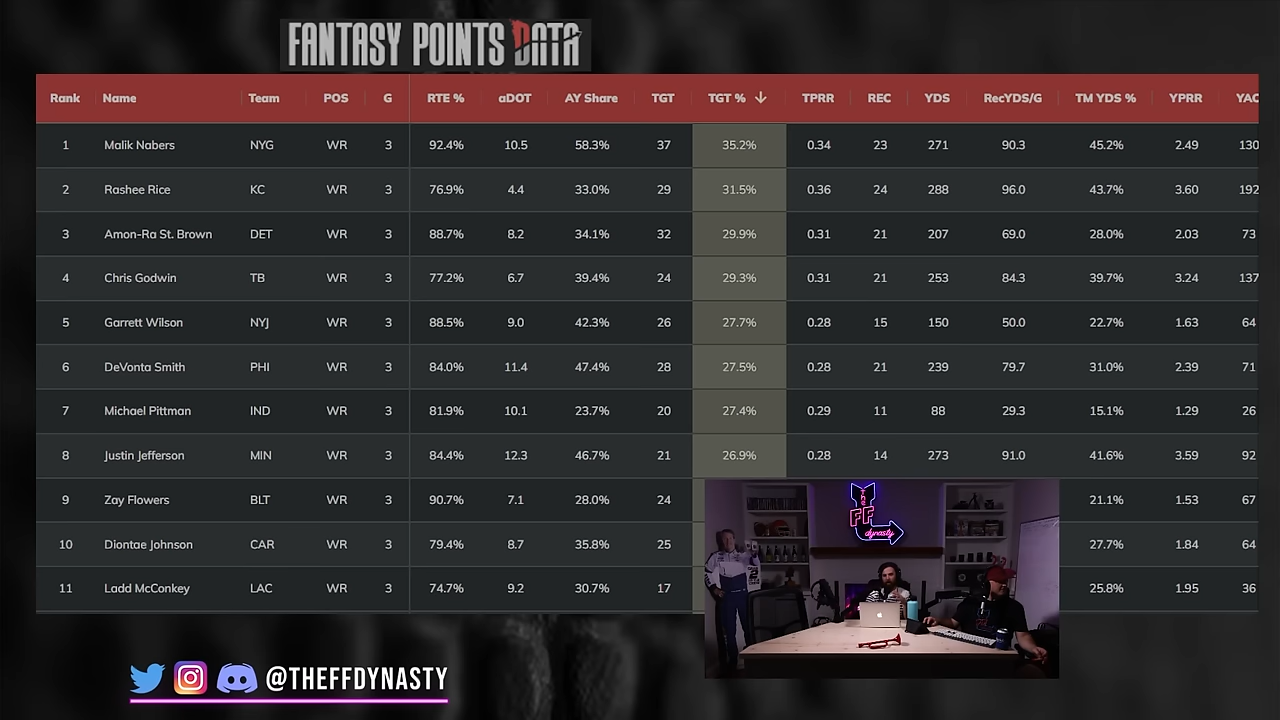 FANTASY POINTS DATA
Rank Name Team POS G RTE % aDOT AY Share TGT TGT % TPRR REC YDS RecYDS/G TM YDS % YPRR YAC
1 Malik Nabers NYG WR 3 92.4% 10.5 58.3% 37 35.2% 0.34 23 271 90.3 45.2% 2.49 130
2 Rashee Rice KC WR 3 76.9% 4.4 33.0% 29 31.5% 0.36 24 288 96.0 43.7% 3.60 192
3 Amon-Ra St. Brown DET WR 3 88.7% 8.2 34.1% 32 29.9% 0.31 21 207 69.0 28.0% 2.03 73
4 Chris Godwin TB WR 3 77.2% 6.7 39.4% 24 29.3% 0.31 21 253 84.3 39.7% 3.24 137
5 Garrett Wilson NYJ WR 3 88.5% 9.0 42.3% 26 27.7% 0.28 15 150 50.0 22.7% 1.63 64
6 DeVonta Smith PHI WR 3 84.0% 11.4 47.4% 28 27.5% 0.28 21 239 79.7 31.0% 2.39 71
7 Michael Pittman IND WR 3 81.9% 10.1 23.7% 20 27.4% 0.29 11 88 29.3 15.1% 1.29 26
8 Justin Jefferson MIN WR 3 84.4% 12.3 46.7% 21 26.9% 0.28 14 273 91.0 41.6% 3.59 92
9 Zay Flowers BLT WR 3 90.7% 7.1 28.0% 24 21.1% 1.53 67
10 Diontae Johnson CAR WR 3 79.4% 8.7 35.8% 25 27.7% 1.84 64
11 Ladd McConkey LAC WR 3 74.7% 9.2 30.7% 17 25.8% 1.95 36
The
FF
dynasty
@THEFFDYNASTY